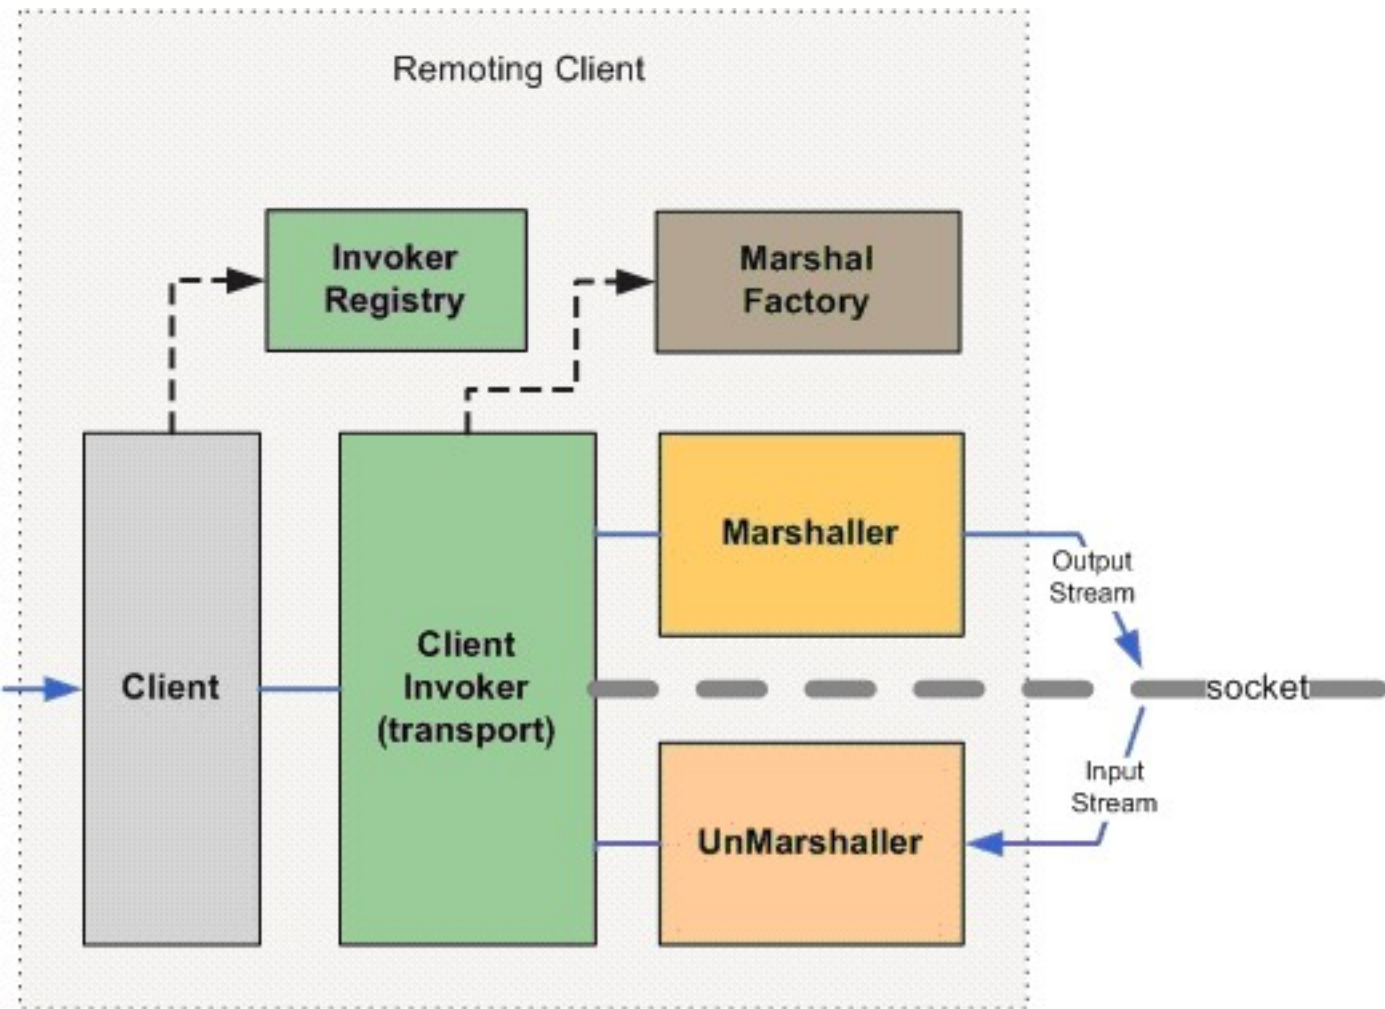 Remoting Client
Invoker
Registry
Marshal
Factory
Client
Client
Invoker
(transport)
Marshaller
UnMarshaller
Output
Stream
socket
Input
Stream